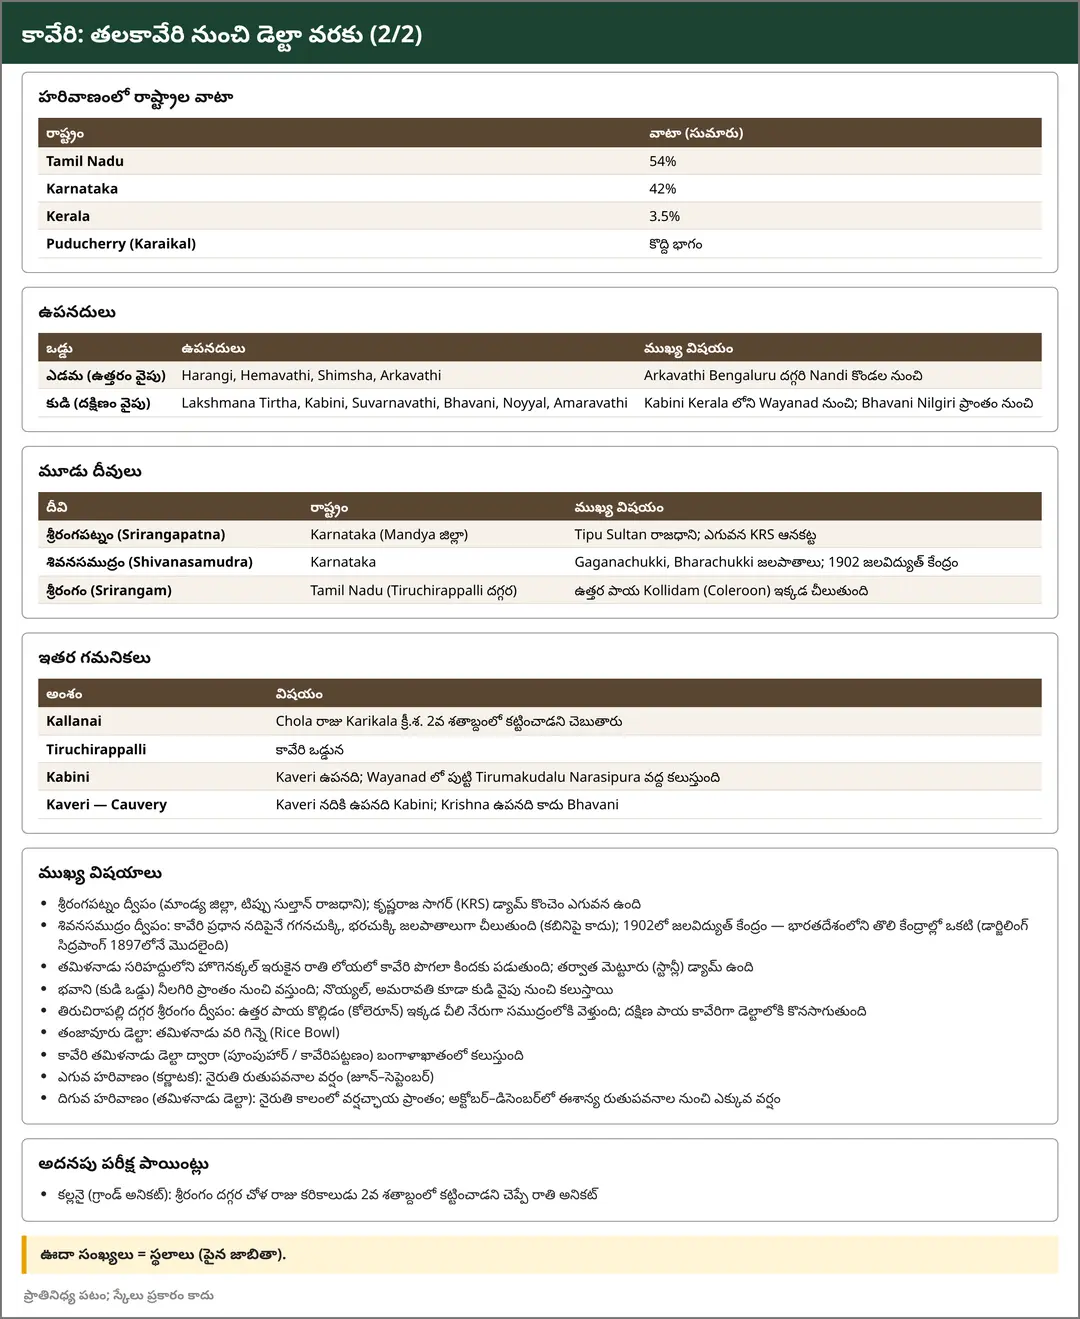 కావేరి: తలకావేరి నుంచి డెల్టా వరకు (2/2)
హరివాణంలో రాష్ట్రాల వాటా
రాష్ట్రం వాటా (సుమారు)
Tamil Nadu 54%
Karnataka 42%
Kerala 3.5%
Puducherry (Karaikal) కొద్ది భాగం
ఉపనదులు
ఒడ్డు ఉపనదులు ముఖ్య విషయం
ఎడమ (ఉత్తరం వైపు) Harangi, Hemavathi, Shimsha, Arkavathi Arkavathi Bengaluru దగ్గరి Nandi కొండల నుంచి
కుడి (దక్షిణం వైపు) Lakshmana Tirtha, Kabini, Suvarnavathi, Bhavani, Noyyal, Amaravathi Kabini Kerala లోని Wayanad నుంచి; Bhavani Nilgiri ప్రాంతం నుంచి
మూడు దీవులు
దీవి రాష్ట్రం ముఖ్య విషయం
శ్రీరంగపట్నం (Srirangapatna) Karnataka (Mandya జిల్లా) Tipu Sultan రాజధాని; ఎగువన KRS ఆనకట్ట
శివనసముద్రం (Shivanasamudra) Karnataka Gaganachukki, Bharachukki జలపాతాలు; 1902 జలవిద్యుత్ కేంద్రం
శ్రీరంగం (Srirangam) Tamil Nadu (Tiruchirappalli దగ్గర) ఉత్తర పాయ Kollidam (Coleroon) ఇక్కడ చీలుతుంది
ఇతర గమనికలు
అంశం విషయం
Kallanai Chola రాజు Karikala క్రీ.శ. 2వ శతాబ్దంలో కట్టించాడని చెబుతారు
Tiruchirappalli కావేరి ఒడ్డున
Kabini Kaveri ఉపనది; Wayanad లో పుట్టి Tirumakudalu Narasipura వద్ద కలుస్తుంది
Kaveri — Cauvery Kaveri నదికి ఉపనది Kabini; Krishna ఉపనది కాదు Bhavani
ముఖ్య విషయాలు
• శ్రీరంగపట్నం ద్వీపం (మాండ్య జిల్లా, టిప్పు సుల్తాన్ రాజధాని); కృష్ణరాజ సాగర్ (KRS) డ్యామ్ కొంచెం ఎగువన ఉంది
• శివనసముద్రం ద్వీపం: కావేరి ప్రధాన నదిపైనే గగనచుక్కి, భరచుక్కి జలపాతాలుగా చీలుతుంది (కబినిపై కాదు); 1902లో జలవిద్యుత్ కేంద్రం — భారతదేశంలోని తొలి కేంద్రాల్లో ఒకటి (డార్జిలింగ్
సిద్రపాంగ్ 1897లోనే మొదలైంది)
• తమిళనాడు సరిహద్దులోని హొగెనక్కల్ ఇరుకైన రాతి లోయలో కావేరి పొగలా కిందకు పడుతుంది; తర్వాత మెట్టూరు (స్టాన్లీ) డ్యామ్ ఉంది
• భవాని (కుడి ఒడ్డు) నీలగిరి ప్రాంతం నుంచి వస్తుంది; నొయ్యల్, అమరావతి కూడా కుడి వైపు నుంచి కలుస్తాయి
• తిరుచిరాపల్లి దగ్గర శ్రీరంగం ద్వీపం: ఉత్తర పాయ కొల్లిడం (కోలెరూన్) ఇక్కడ చీలి నేరుగా సముద్రంలోకి వెళ్తుంది; దక్షిణ పాయ కావేరిగా డెల్టాలోకి కొనసాగుతుంది
• తంజావూరు డెల్టా: తమిళనాడు వరి గిన్నె (Rice Bowl)
• కావేరి తమిళనాడు డెల్టా ద్వారా (పూంపుహార్ / కావేరిపట్టణం) బంగాళాఖాతంలో కలుస్తుంది
• ఎగువ హరివాణం (కర్ణాటక): నైరుతి రుతుపవనాల వర్షం (జూన్–సెప్టెంబర్)
• దిగువ హరివాణం (తమిళనాడు డెల్టా): నైరుతి కాలంలో వర్షచ్ఛాయ ప్రాంతం; అక్టోబర్–డిసెంబర్‌లో ఈశాన్య రుతుపవనాల నుంచి ఎక్కువ వర్షం
అదనపు పరీక్ష పాయింట్లు
• కల్లనై (గ్రాండ్ అనికట్): శ్రీరంగం దగ్గర చోళ రాజు కరికాలుడు 2వ శతాబ్దంలో కట్టించాడని చెప్పే రాతి అనికట్
ఊదా సంఖ్యలు = స్థలాలు (పైన జాబితా).
ప్రాతినిధ్య పటం; స్కేలు ప్రకారం కాదు